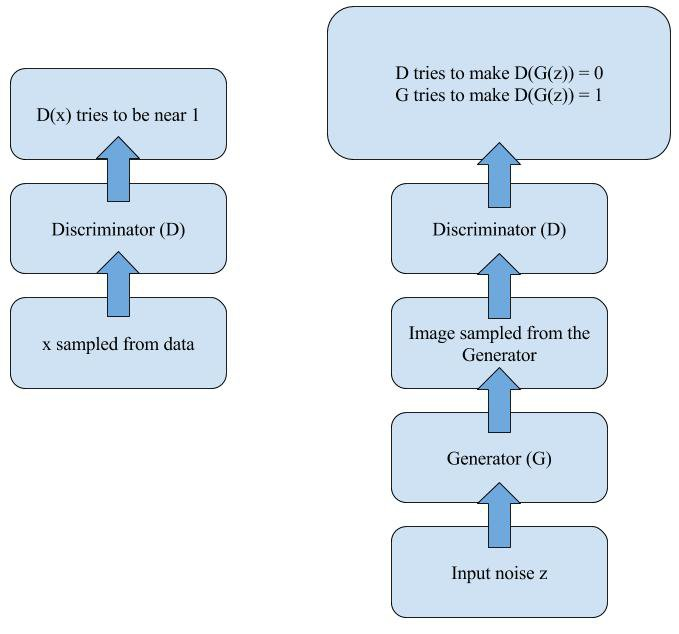 D(x) tries to be near 1
Discriminator (D)
x sampled from data
D tries to make D(G(z)) = 0
G tries to make D(G(z)) = 1
Discriminator (D)
Image sampled from the
Generator
Generator (G)
Input noise z